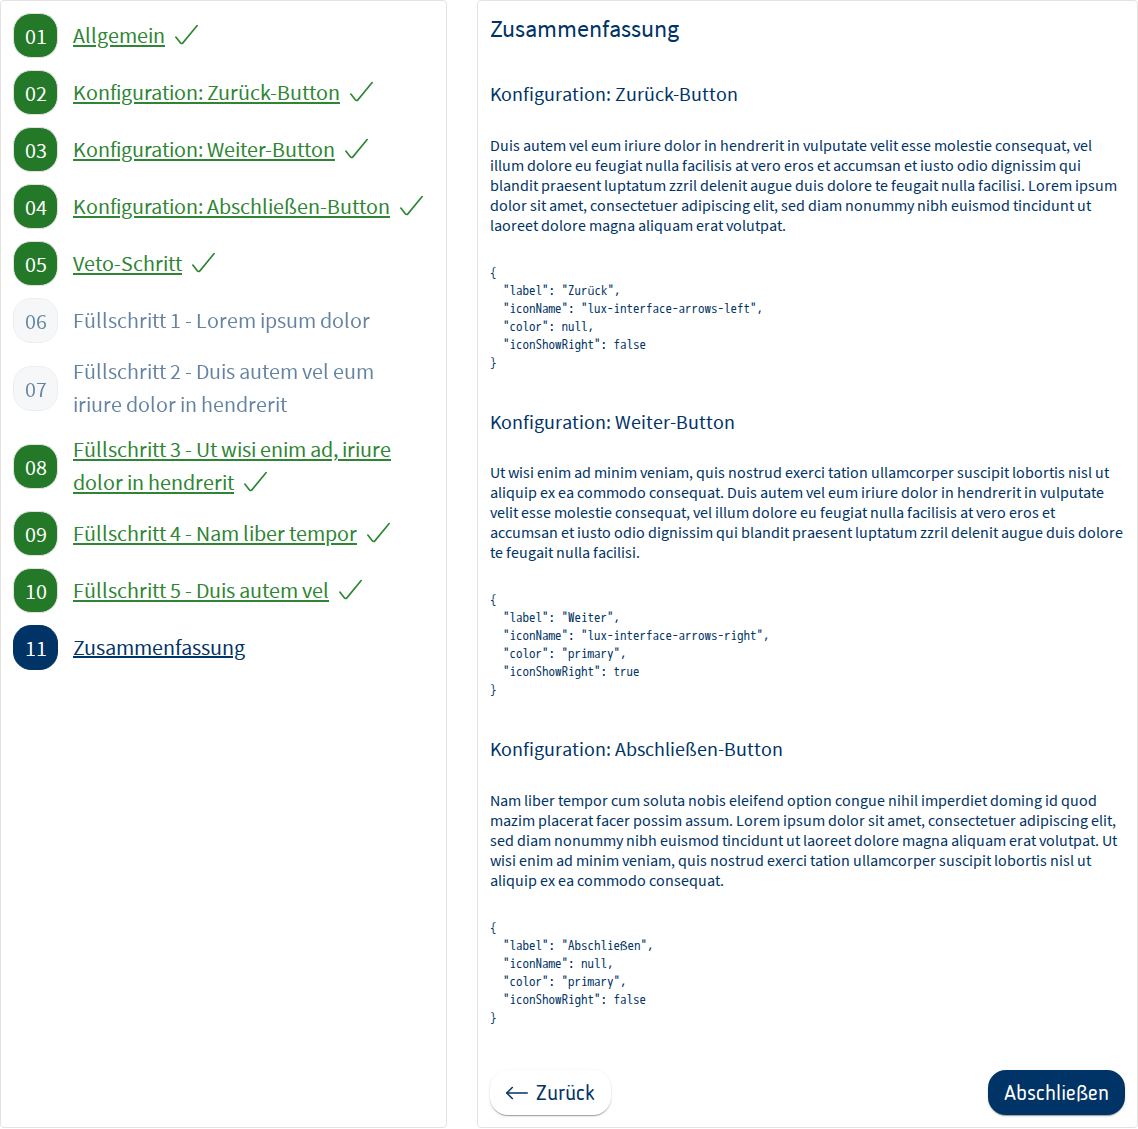 01 Allgemein
02 Konfiguration: Zurück-Button
03 Konfiguration: Weiter-Button
04 Konfiguration: Abschließen-Button
05 Veto-Schritt
06 Füllschritt 1 - Lorem ipsum dolor
07 Füllschritt 2 - Duis autem vel eum
iriure dolor in hendrerit
08 Füllschritt 3 - Ut wisi enim ad, iriure
dolor in hendrerit
09 Füllschritt 4 - Nam liber tempor
10 Füllschritt 5 - Duis autem vel
11 Zusammenfassung
Zusammenfassung
Konfiguration: Zurück-Button
Duis autem vel eum iriure dolor in hendrerit in vulputate velit esse molestie consequat, vel
illum dolore eu feugiat nulla facilisis at vero eros et accumsan et iusto odio dignissim qui
blandit praesent luptatum zzril delenit augue duis dolore te feugait nulla facilisi. Lorem ipsum
dolor sit amet, consectetuer adipiscing elit, sed diam nonummy nibh euismod tincidunt ut
laoreet dolore magna aliquam erat volutpat.
{
"label": "Zurück",
"iconName": "lux-interface-arrows-left",
"color": null,
"iconShowRight": false
}
Konfiguration: Weiter-Button
Ut wisi enim ad minim veniam, quis nostrud exerci tation ullamcorper suscipit lobortis nisl ut
aliquip ex ea commodo consequat. Duis autem vel eum iriure dolor in hendrerit in vulputate
velit esse molestie consequat, vel illum dolore eu feugiat nulla facilisis at vero eros et
accumsan et iusto odio dignissim qui blandit praesent luptatum zzril delenit augue duis dolore
te feugait nulla facilisi.
{
"label": "Weiter",
"iconName": "lux-interface-arrows-right",
"color": "primary",
"iconShowRight": true
}
Konfiguration: Abschließen-Button
Nam liber tempor cum soluta nobis eleifend option congue nihil imperdiet doming id quod
mazim placerat facer possim assum. Lorem ipsum dolor sit amet, consectetuer adipiscing elit,
sed diam nonummy nibh euismod tincidunt ut laoreet dolore magna aliquam erat volutpat. Ut
wisi enim ad minim veniam, quis nostrud exerci tation ullamcorper suscipit lobortis nisl ut
aliquip ex ea commodo consequat.
{
"label": "Abschließen",
"iconName": null,
"color": "primary",
"iconShowRight": false
}
Zurück
Abschließen